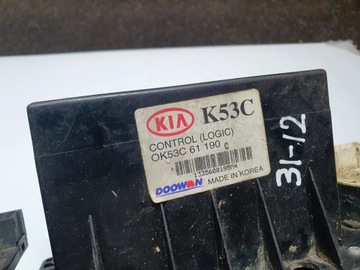 KIA K53C
CONTROL (LOGIC)
OK53C 61 190 C
DOOWON MADE IN KOREA
31-12